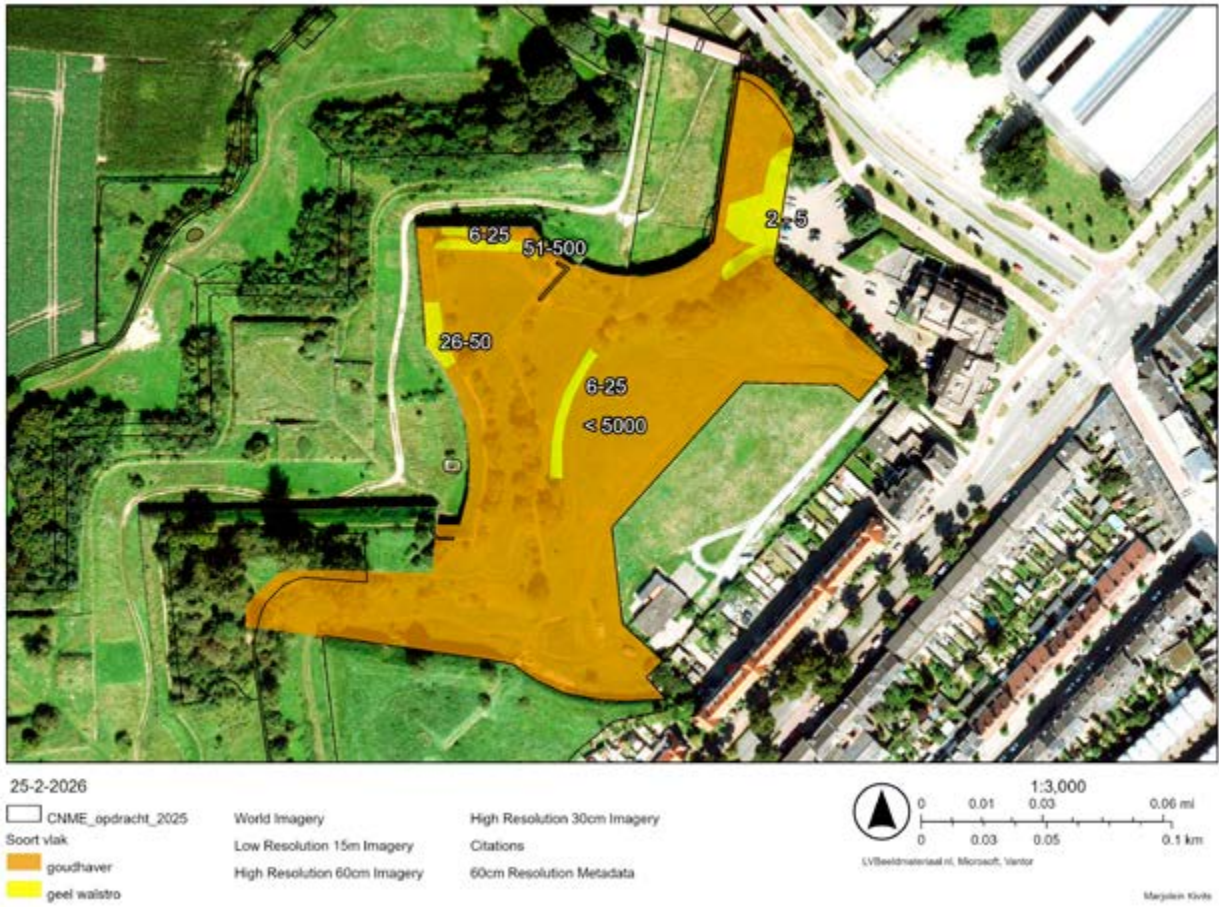 2 - 5
6-25
51-500
26-50
6-25
< 5000
25-2-2026
CNME_opdracht_2025
Soort vlak
goudhaver
geel walstro
World Imagery
Low Resolution 15m Imagery
High Resolution 60cm Imagery
High Resolution 30cm Imagery
Citations
60cm Resolution Metadata
1:3,000
0 0.01 0.03 0.06 mi
0 0.03 0.05 0.1 km
LVBeeldmateriaal nl, Microsoft, Vantor
Marjolein Kivits